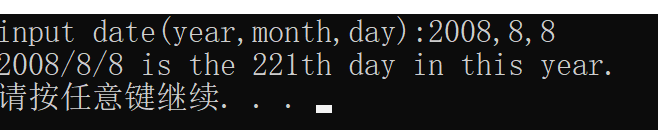 input date(year,month,day):2008,8,8
2008/8/8 is the 221th day in this year.
请按任意键继续. . .